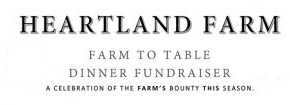 HEARTLAND FARM
FARM TO TABLE
DINNER FUNDRAISER
A CELEBRATION OF THE FARM'S BOUNTY THIS SEASON.